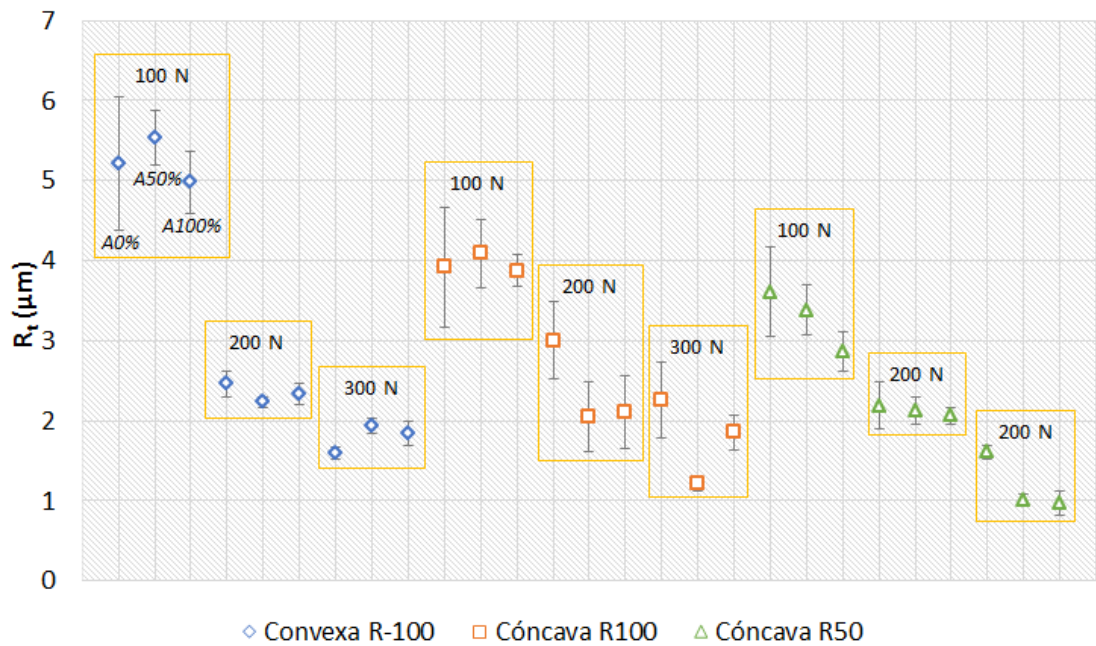 7
6
5
4
3
2
1
0
Rt (µm)
100 N
A0%
A50%
A100%
200 N
300 N
100 N
200 N
300 N
100 N
200 N
200 N
Convexa R-100
Cóncava R100
Cóncava R50